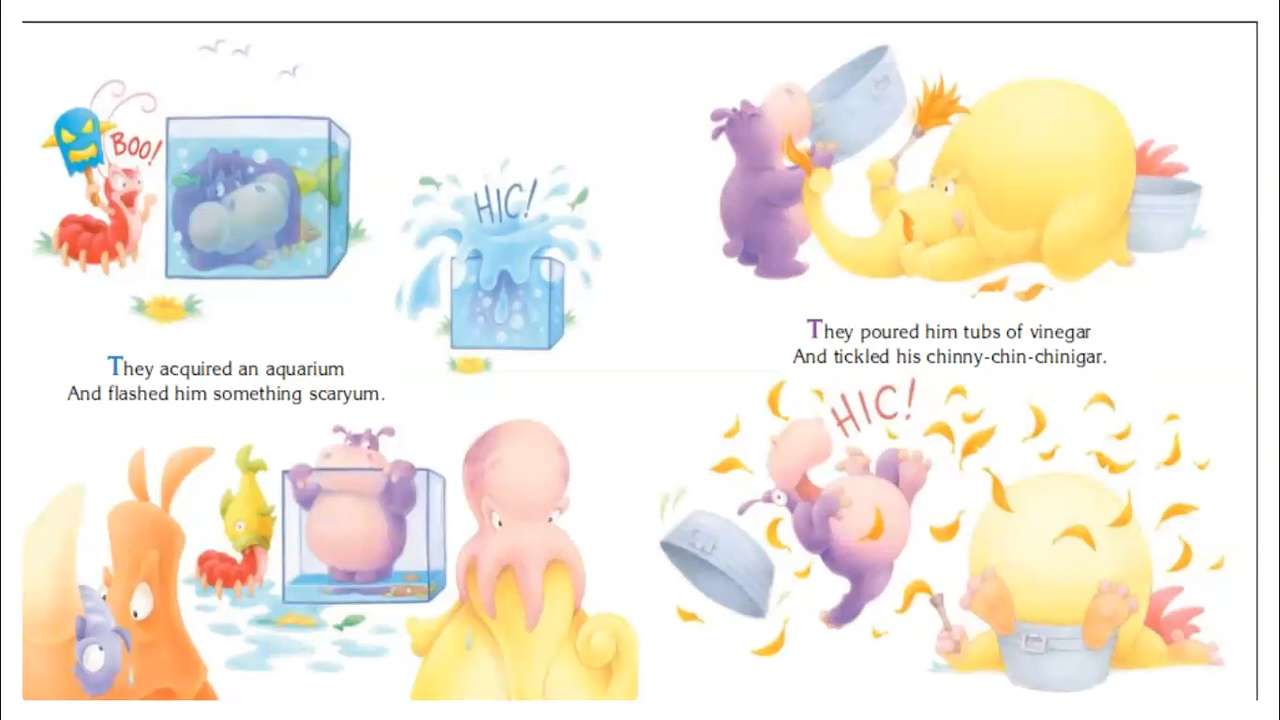 BOO!
HIC!
They acquired an aquarium
And flashed him something scaryum.
They poured him tubs of vinegar
And tickled his chinny-chin-chinigar.
HIC!